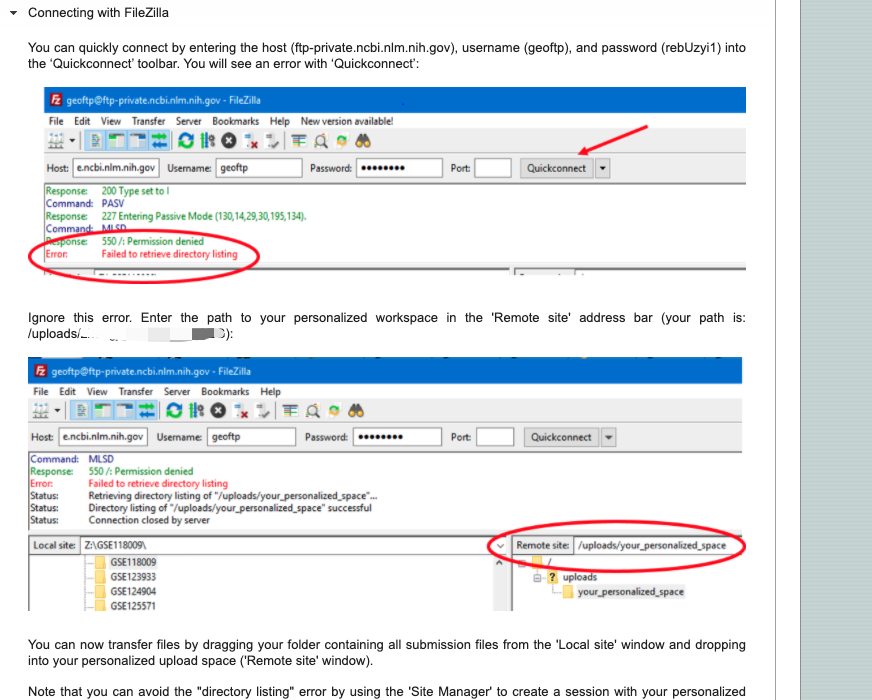 Connecting with FileZilla
You can quickly connect by entering the host (ftp-private.ncbi.nlm.nih.gov), username (geoftp), and password (rebUzyi1) into
the ‘Quickconnect’ toolbar. You will see an error with ‘Quickconnect’:
geoftp@ftp-private.ncbi.nlm.nih.gov - FileZilla
File Edit View Transfer Server Bookmarks Help New version available!
Host: e.ncbi.nlm.nih.gov Username: geoftp Password: ●●●●●●●● Port: Quickconnect
Response: 200 Type set to I
Command: PASV
Response: 227 Entering Passive Mode (130,14,29,30,195,134).
Command: MLSD
Response: 550 /: Permission denied
Error: Failed to retrieve directory listing
Ignore this error. Enter the path to your personalized workspace in the 'Remote site' address bar (your path is:
/uploads/ ):
geoftp@ftp-private.ncbi.nlm.nih.gov - FileZilla
File Edit View Transfer Server Bookmarks Help
Host: e.ncbi.nlm.nih.gov Username: geoftp Password: ●●●●●●●● Port: Quickconnect
Command: MLSD
Response: 550 /: Permission denied
Error: Failed to retrieve directory listing
Status: Retrieving directory listing of "/uploads/your_personalized_space"...
Status: Directory listing of "/uploads/your_personalized_space" successful
Status: Connection closed by server
Local site: Z:\GSE118009\ Remote site: /uploads/your_personalized_space
GSE118009 /
GSE123933 ? uploads
GSE124904 your_personalized_space
GSE125571
You can now transfer files by dragging your folder containing all submission files from the 'Local site' window and dropping
into your personalized upload space ('Remote site' window).
Note that you can avoid the "directory listing" error by using the 'Site Manager' to create a session with your personalized